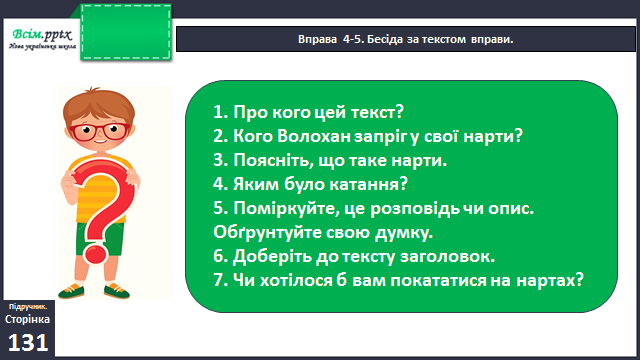 Всім.pptx
Нова українська школа
Вправа 4-5. Бесіда за текстом вправи.
1. Про кого цей текст?
2. Кого Волохан запріг у свої нарти?
3. Поясніть, що таке нарти.
4. Яким було катання?
5. Поміркуйте, це розповідь чи опис.
Обґрунтуйте свою думку.
6. Доберіть до тексту заголовок.
7. Чи хотілося б вам покататися на нартах?
Підручник.
Сторінка
131